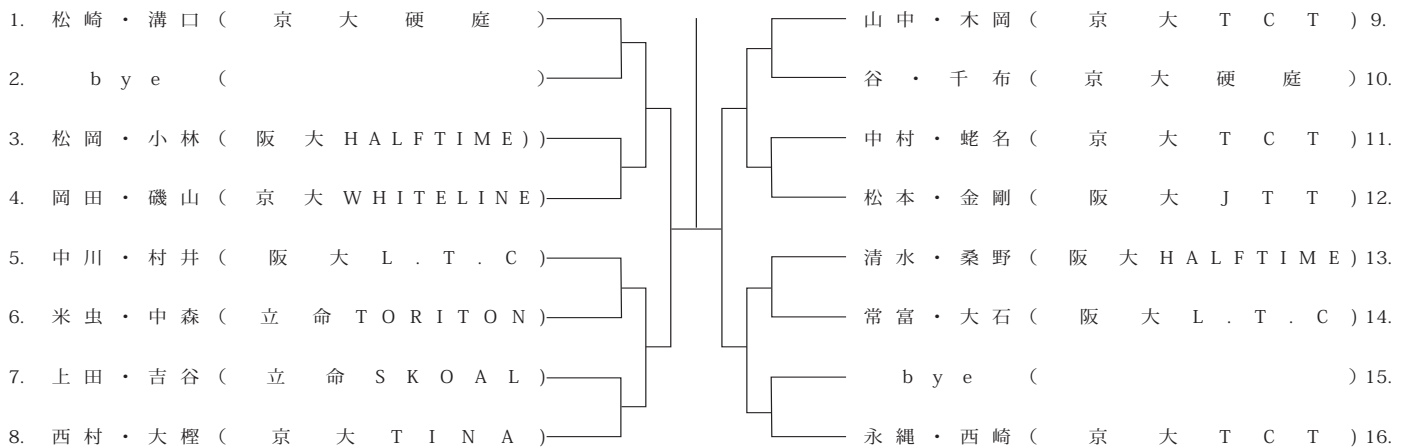 1. 松崎・溝口(京大硬庭)
2. bye ( )
3. 松岡・小林(阪大HALFTIME))
4. 岡田・磯山(京大WHITELINE)
5. 中川・村井(阪大L.T.C)
6. 米虫・中森(立命TORITON)
7. 上田・吉谷(立命SKOAL)
8. 西村・大樫(京大TINA)
山中・木岡(京大TCT) 9.
谷・千布(京大硬庭) 10.
中村・蛯名(京大TCT) 11.
松本・金剛(阪大JTT) 12.
清水・桑野(阪大HALFTIME) 13.
常富・大石(阪大L.T.C) 14.
bye ( ) 15.
永縄・西崎(京大TCT) 16.